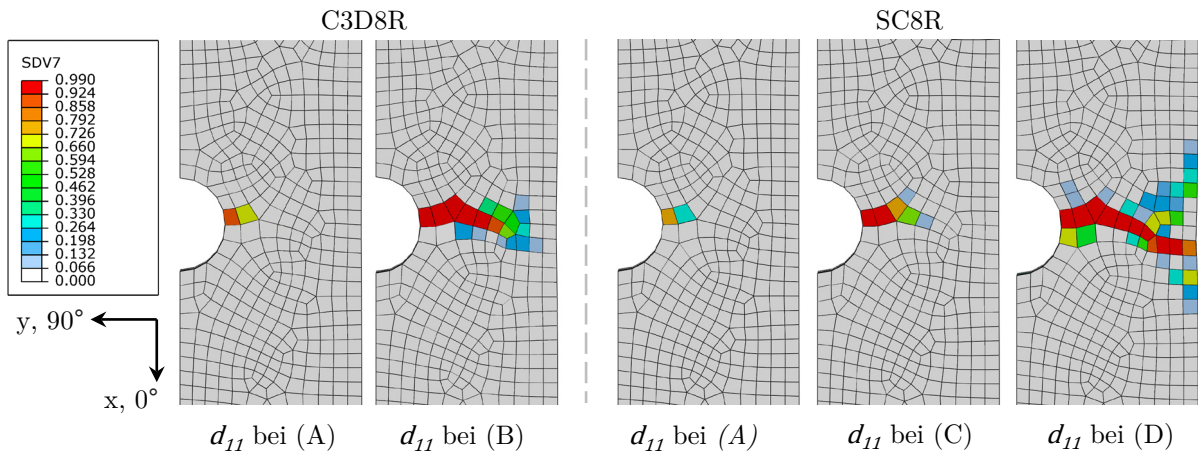 C3D8R
SC8R
SDV7
0.990
0.924
0.858
0.792
0.726
0.660
0.594
0.528
0.462
0.396
0.330
0.264
0.198
0.132
0.066
0.000
y, 90°
x, 0°
d11 bei (A)
d11 bei (B)
d11 bei (A)
d11 bei (C)
d11 bei (D)